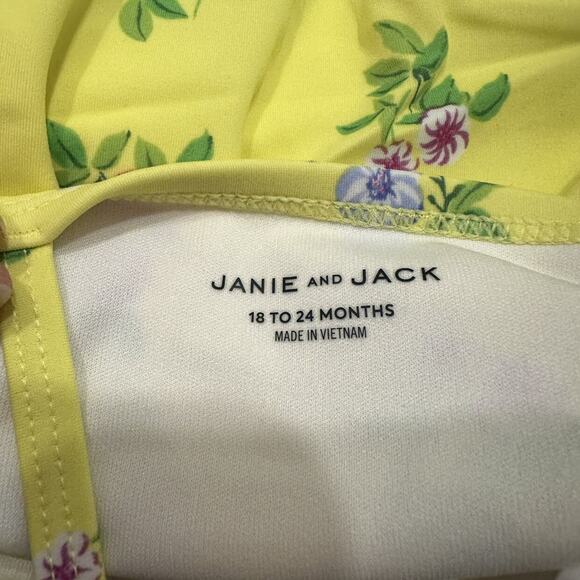 JANIE AND JACK
18 TO 24 MONTHS
MADE IN VIETNAM